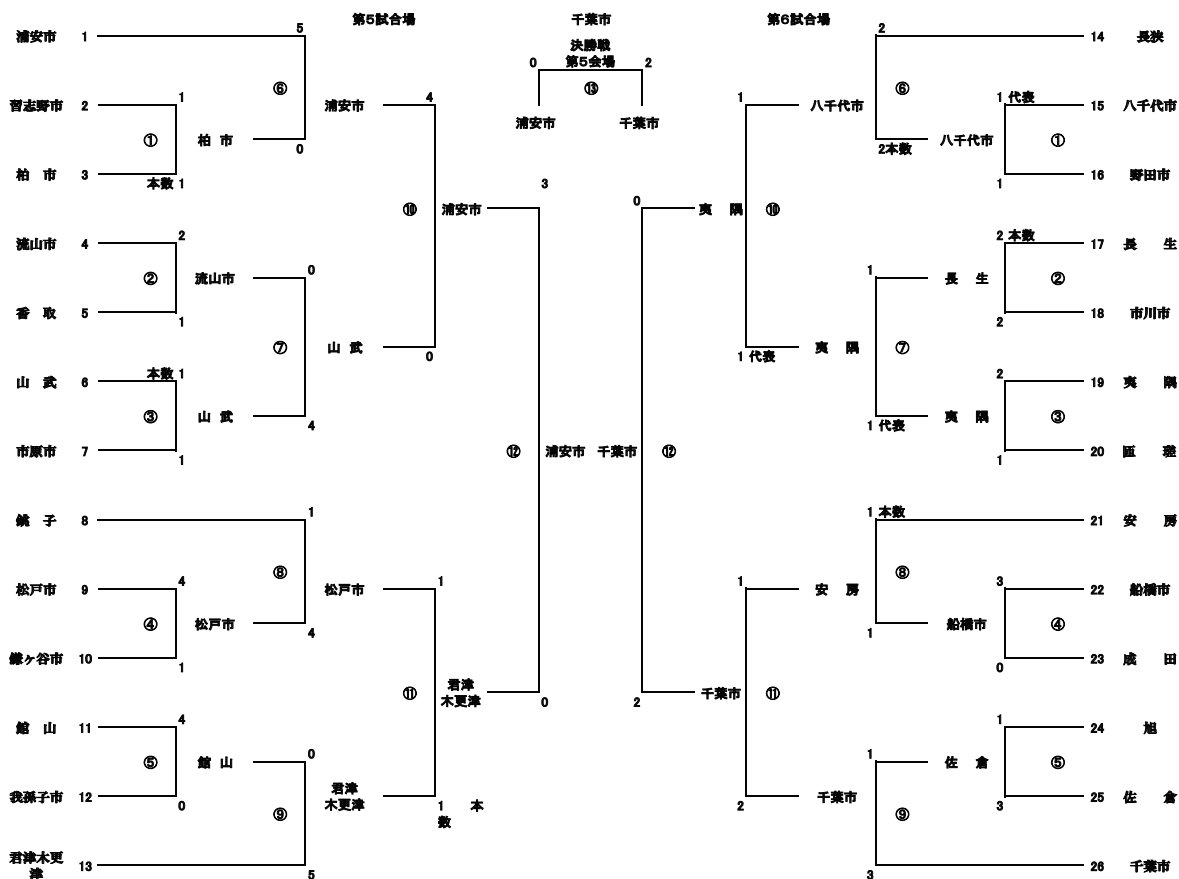 第5試合場 千葉市 第6試合場
決勝戦
第5会場
0 2
⑬
浦安市 千葉市
浦安市 1 5
⑥ 浦安市 4
習志野市 2 1
① 柏 市 0
柏 市 3 本数 1
⑩ 浦安市 3
流山市 4 2
② 流山市 0
香 取 5 1
⑦ 山 武 0
山 武 6 本数 1
③ 山 武 4
市原市 7 1
⑫ 浦安市
銚 子 8 1
⑧ 松戸市 1
松戸市 9 4
④ 松戸市 4
鎌ヶ谷市 10 1
⑪ 君津
木更津 0
館 山 11 4
⑤ 館 山 0
我孫子市 12 0
⑨ 君津
木更津 1 本
数
君津木更
津 13 5
2 14 長狭
1 八千代市 ⑥
1 代表 15 八千代市
2本数 八千代市 ①
1 16 野田市
0 夷 隅 ⑩
2 本数 17 長 生
1 長 生 ②
2 18 市川市
1 代表 夷 隅 ⑦
2 19 夷 隅
1 代表 夷 隅 ③
1 20 匝 瑳
千葉市 ⑫
1 本数 21 安 房
1 安 房 ⑧
3 22 船橋市
1 船橋市 ④
0 23 成 田
2 千葉市 ⑪
1 24 旭
1 佐 倉 ⑤
3 25 佐 倉
2 千葉市 ⑨
3 26 千葉市